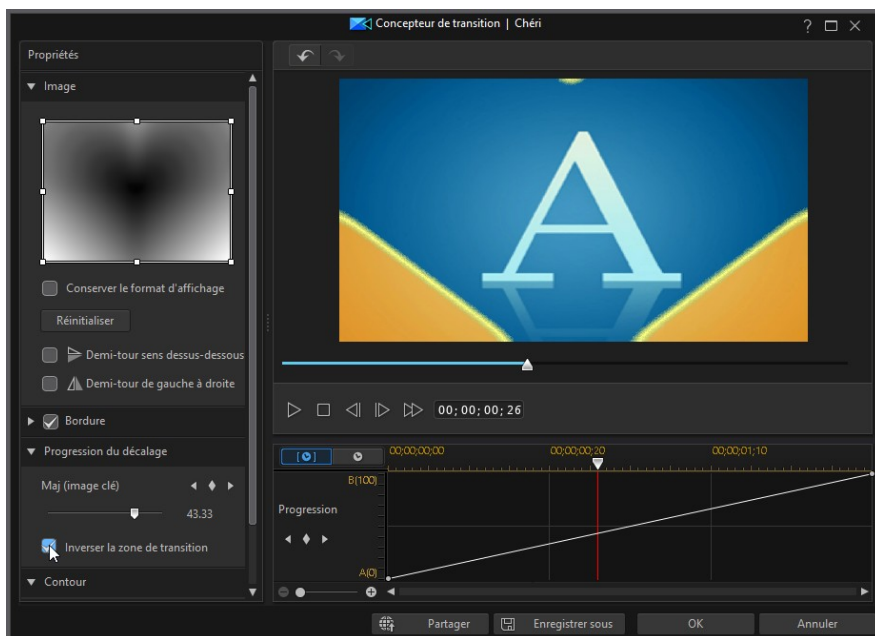 Concepteur de transition | Chéri
?
Propriétés
Image
Conserver le format d'affichage
Réinitialiser
Demi-tour sens dessus-dessous
Demi-tour de gauche à droite
Bordure
Progression du décalage
Maj (image clé)
43.33
Inverser la zone de transition
Contour
A
00; 00; 00; 26
00;00;00;00 00;00;00;20 00;00;01;10
B(100)
Progression
A(0)
Partager Enregistrer sous OK Annuler